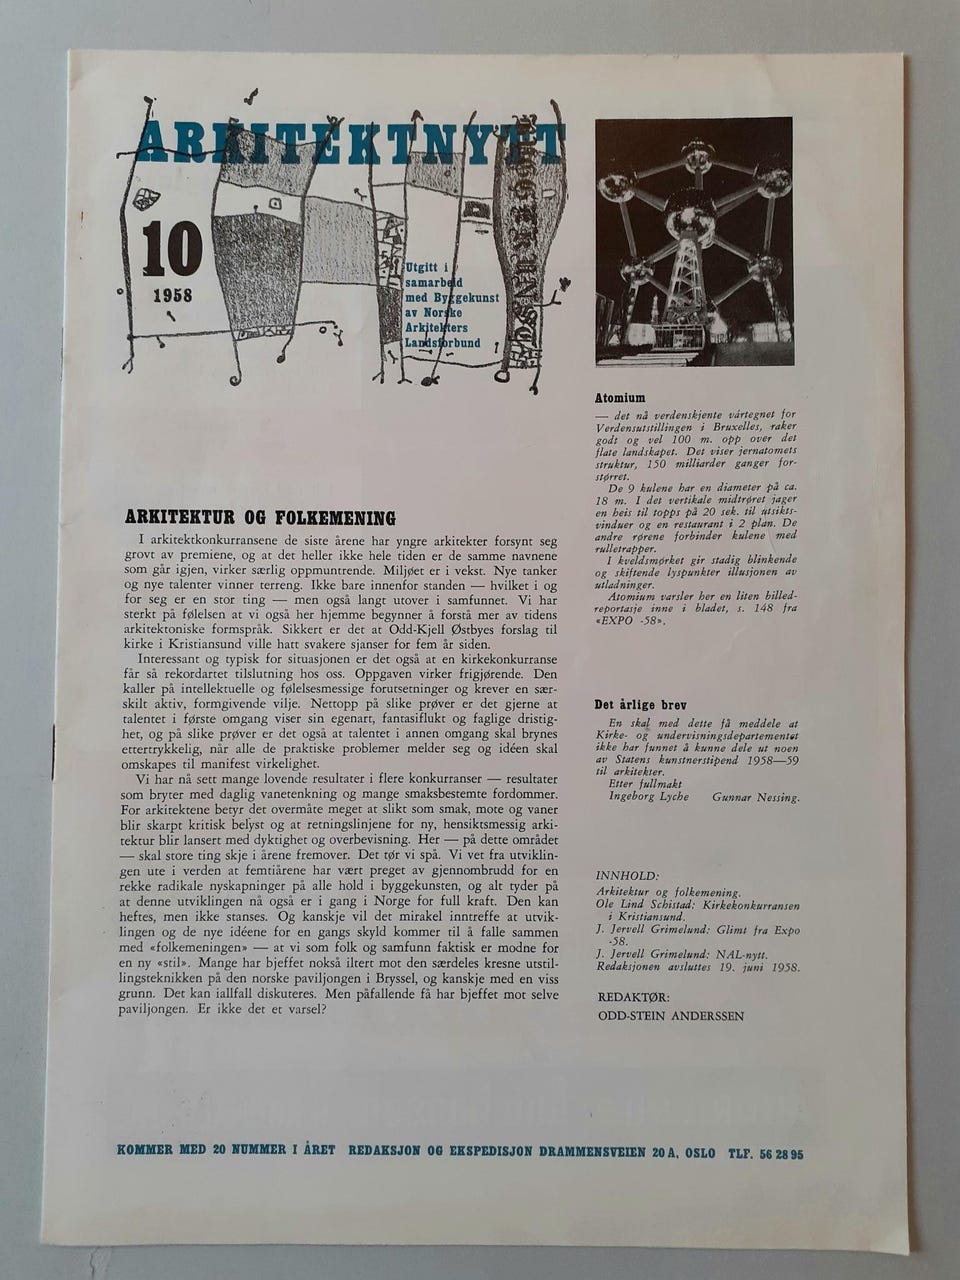 ARKITEKTNYTT
10
1958
BYGGEKUNST
Utgitt i
samarbeid
med Byggekunst
av Norske
Arkitekters
Landsforbund
ARKITEKTUR OG FOLKEMENING
I arkitektkonkurransene de siste årene har yngre arkitekter forsynt seg
grovt av premiene, og at det heller ikke hele tiden er de samme navnene
som går igjen, virker særlig oppmuntrende. Miljøet er i vekst. Nye tanker
og nye talenter vinner terreng. Ikke bare innenfor standen — hvilket i og
for seg er en stor ting — men også langt utover i samfunnet. Vi har
sterkt på følelsen at vi også her hjemme begynner å forstå mer av tidens
arkitektoniske formspråk. Sikkert er det at Odd-Kjell Østbyes forslag til
kirke i Kristiansund ville hatt svakere sjanser for fem år siden.
Interessant og typisk for situasjonen er det også at en kirkekonkurranse
får så rekordartet tilslutning hos oss. Oppgaven virker frigjørende. Den
kaller på intellektuelle og følelsesmessige forutsetninger og krever en sær-
skilt aktiv, formgivende vilje. Nettopp på slike prøver er det gjerne at
talentet i første omgang viser sin egenart, fantasiflukt og faglige dristig-
het, og på slike prøver er det også at talentet i annen omgang skal brynes
ettertrykkelig, når alle de praktiske problemer melder seg og idéen skal
omskapes til manifest virkelighet.
Vi har nå sett mange lovende resultater i flere konkurranser — resultater
som bryter med daglig vanetenkning og mange smaksbestemte fordommer.
For arkitektene betyr det overmåte meget at slikt som smak, mote og vaner
blir skarpt kritisk belyst og at retningslinjene for ny, hensiktsmessig arki-
tektur blir lansert med dyktighet og overbevisning. Her — på dette området
— skal store ting skje i årene fremover. Det tør vi spå. Vi vet fra utviklin-
gen ute i verden at femtiårene har vært preget av gjennombrudd for en
rekke radikale nyskapninger på alle hold i byggekunsten, og alt tyder på
at denne utviklingen nå også er i gang i Norge for full kraft. Den kan
heftes, men ikke stanses. Og kanskje vil det mirakel inntreffe at utvik-
lingen og de nye idéene for en gangs skyld kommer til å falle sammen
med «folkemeningen» — at vi som folk og samfunn faktisk er modne for
en ny «stil». Mange har bjeffet nokså iltert mot den særdeles kresne utstil-
lingsteknikken på den norske paviljongen i Bryssel, og kanskje med en viss
grunn. Det kan iallfall diskuteres. Men påfallende få har bjeffet mot selve
paviljongen. Er ikke det et varsel?
Atomium
— det nå verdenskjente vårtegnet for
Verdensutstillingen i Bruxelles, raker
godt og vel 100 m. opp over det
flate landskapet. Det viser jernatomets
struktur, 150 milliarder ganger for-
størret.
De 9 kulene har en diameter på ca.
18 m. I det vertikale midtrøret jager
en heis til topps på 20 sek. til utsikts-
vinduer og en restaurant i 2 plan. De
andre rørene forbinder kulene med
rulletrapper.
I kveldsmørket gir stadig blinkende
og skiftende lyspunkter illusjonen av
utladninger.
Atomium varsler her en liten billed-
reportasje inne i bladet, s. 148 fra
«EXPO -58».
Det årlige brev
En skal med dette få meddele at
Kirke- og undervisningsdepartementet
ikke har funnet å kunne dele ut noen
av Statens kunstnerstipend 1958—59
til arkitekter.
Etter fullmakt
Ingeborg Lyche Gunnar Nessing.
INNHOLD:
Arkitektur og folkemening.
Ole Lind Schistad: Kirkekonkurransen
i Kristiansund.
J. Jervell Grimelund: Glimt fra Expo
-58.
J. Jervell Grimelund: NAL-nytt.
Redaksjonen avsluttes 19. juni 1958.
REDAKTØR:
ODD-STEIN ANDERSSEN
KOMMER MED 20 NUMMER I ÅRET REDAKSJON OG EKSPEDISJON DRAMMENSVEIEN 20 A, OSLO TLF. 56 28 95